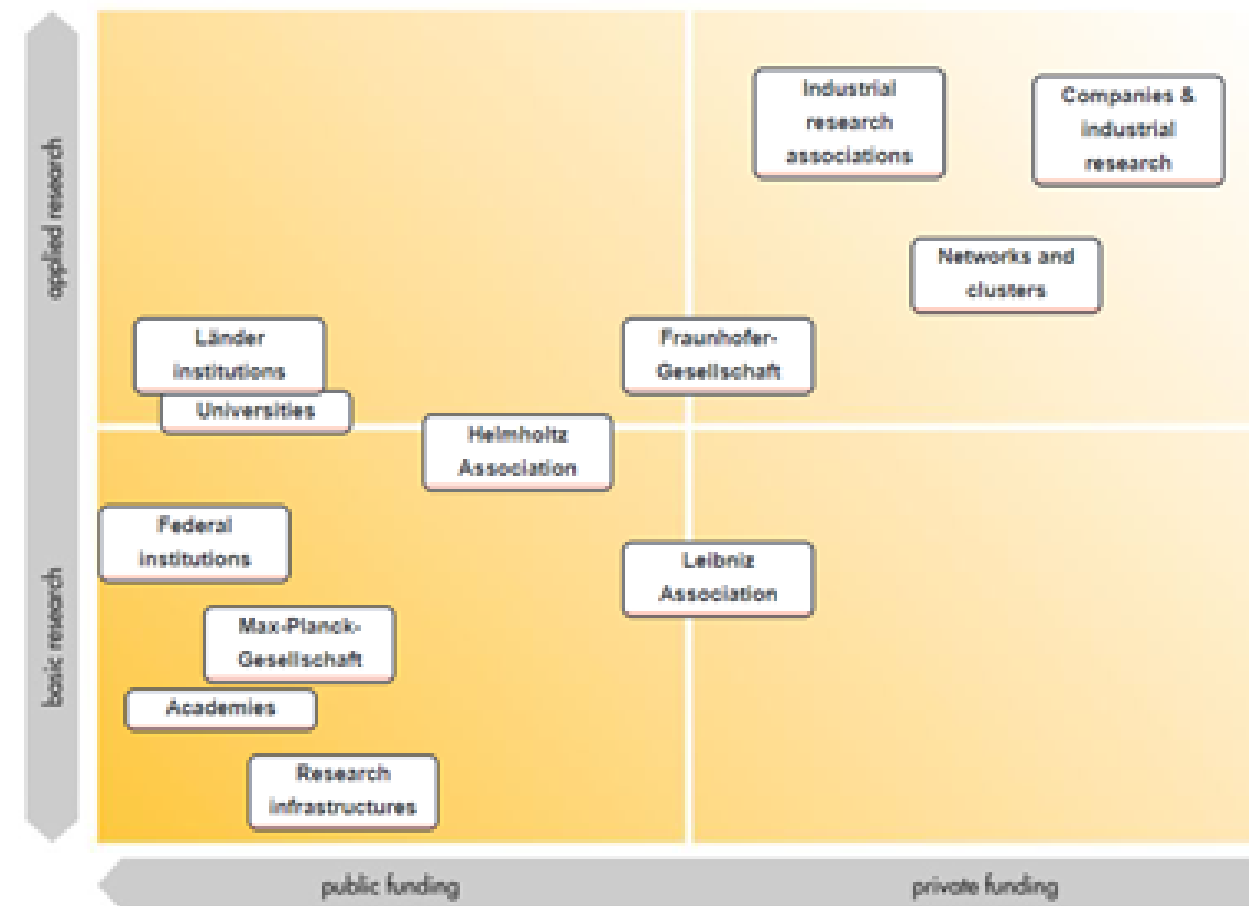 applied research
basic research
Industrial
research
associations
Companies &
industrial
research
Networks and
clusters
Länder
institutions
Fraunhofer-
Gesellschaft
Universities
Helmholtz
Association
Federal
institutions
Leibniz
Association
Max-Planck-
Gesellschaft
Academies
Research
infrastructures
public funding
private funding